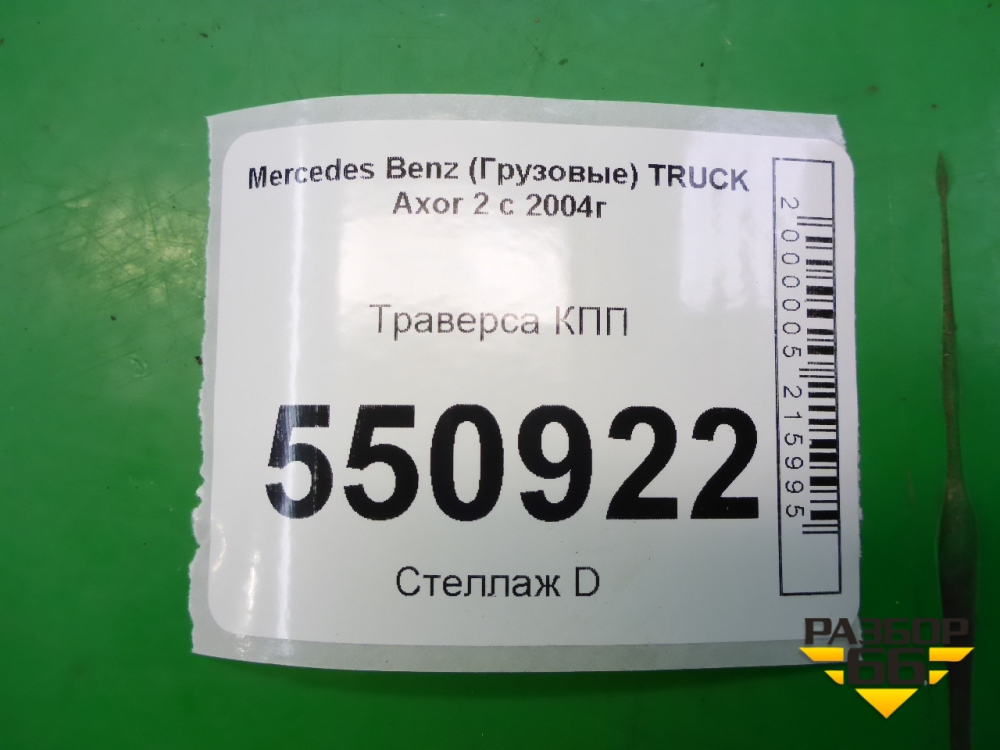 Mercedes Benz (Грузовые) TRUCK
Axor 2 с 2004г
Траверса КПП
550922
Стеллаж D
2000005215995
РАЗБОР
66